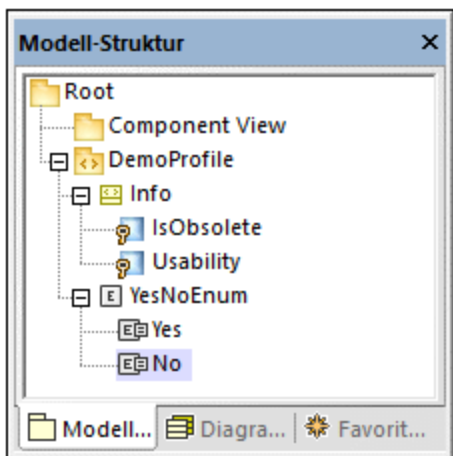 Modell-Struktur
Root
Component View
DemoProfile
Info
IsObsolete
Usability
E YesNoEnum
E Yes
E No
Modell... Diagra... Favorit...